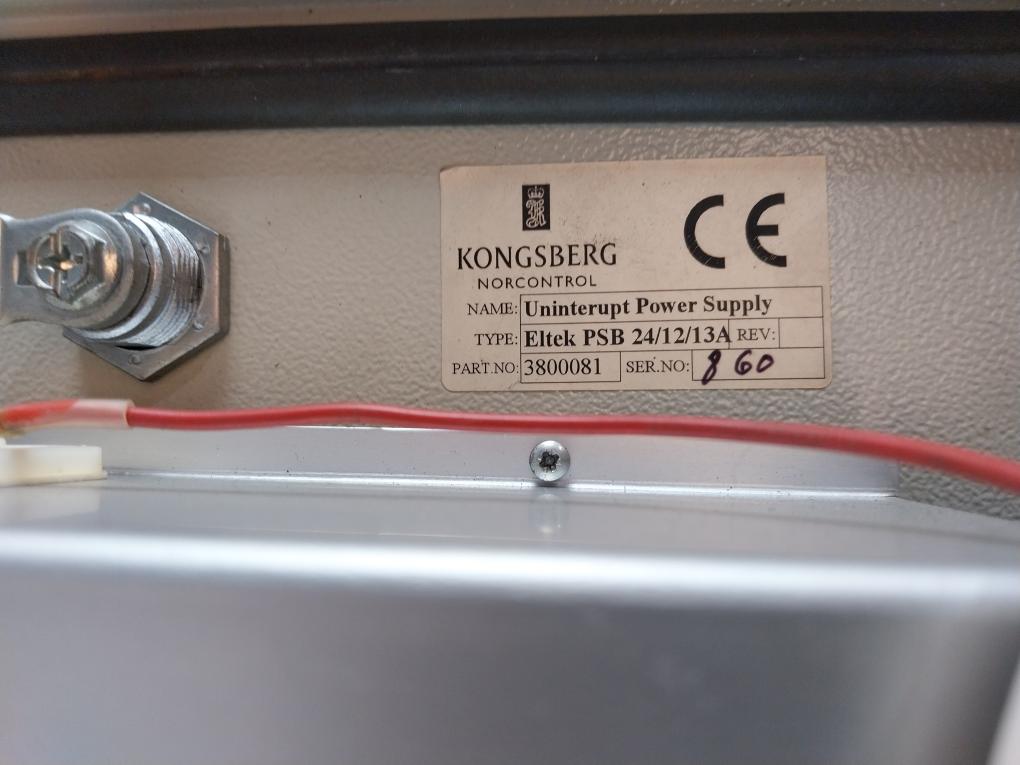 KONGSBERG
NORCONTROL
CE
NAME: Uninterupt Power Supply
TYPE: Eltek PSB 24/12/13A REV:
PART.NO: 3800081 SER.NO: 860